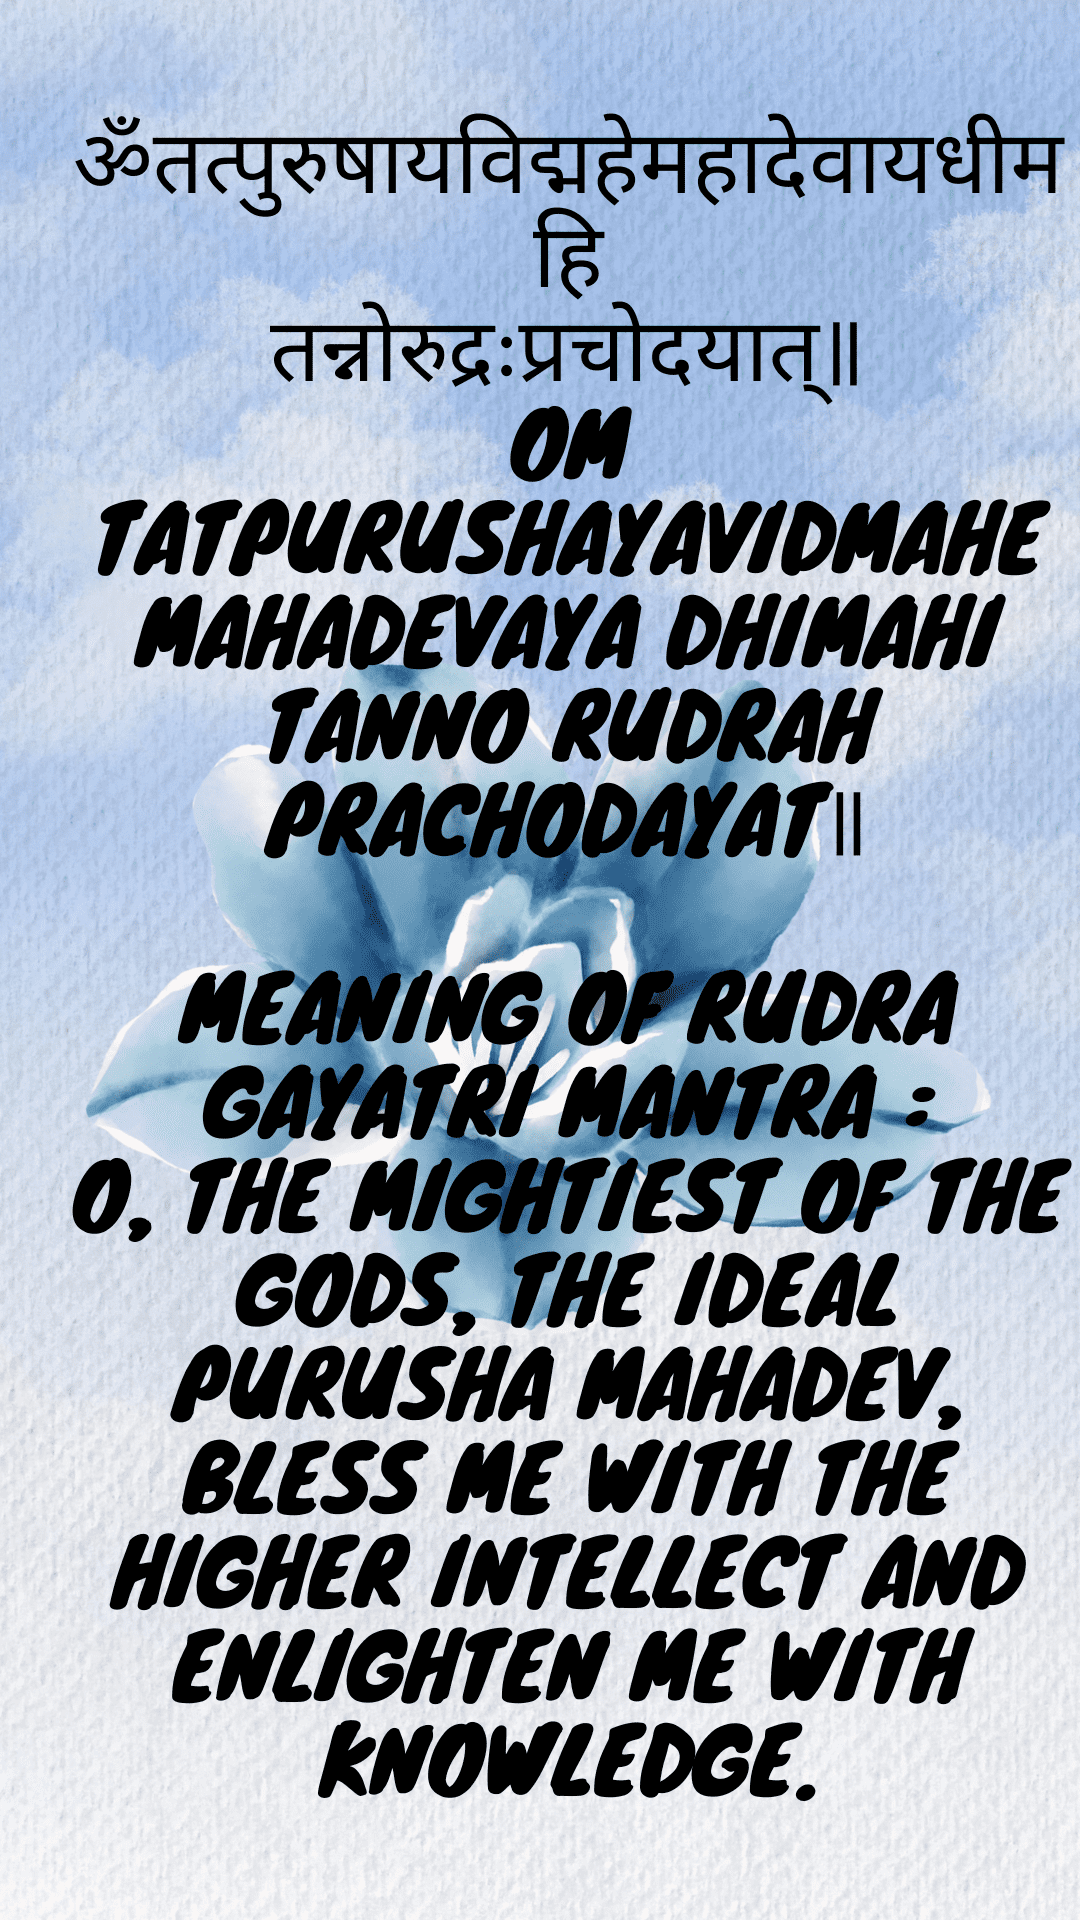 ॐतत्पुरुषायविद्महेमहादेवायधीम
हि
तन्नोरुद्रःप्रचोदयात्॥
OM
TATPURUSHAYAVIDMAHE
MAHADEVAYA DHIMAHI
TANNO RUDRAH
PRACHODAYAT॥
MEANING OF RUDRA
GAYATRI MANTRA :
O, THE MIGHTIEST OF THE
GODS, THE IDEAL
PURUSHA MAHADEV,
BLESS ME WITH THE
HIGHER INTELLECT AND
ENLIGHTEN ME WITH
KNOWLEDGE.